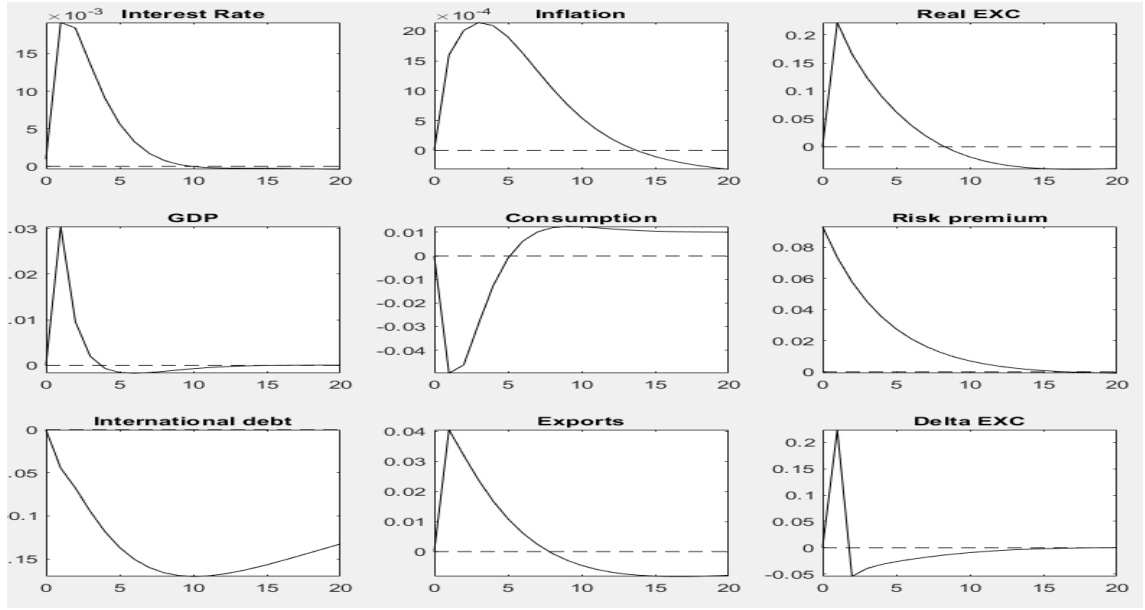 ×10⁻³ Interest Rate
15
10
5
0
0 5 10 15 20
×10⁻⁴ Inflation
20
15
10
5
0
0 5 10 15 20
Real EXC
0.2
0.15
0.1
0.05
0
0 5 10 15 20
GDP
.03
.02
.01
0
0 5 10 15 20
Consumption
0.01
0
-0.01
-0.02
-0.03
-0.04
0 5 10 15 20
Risk premium
0.08
0.06
0.04
0.02
0
0 5 10 15 20
International debt
0
.05
0.1
.15
0 5 10 15 20
Exports
0.04
0.03
0.02
0.01
0
0 5 10 15 20
Delta EXC
0.2
0.15
0.1
0.05
0
-0.05
0 5 10 15 20